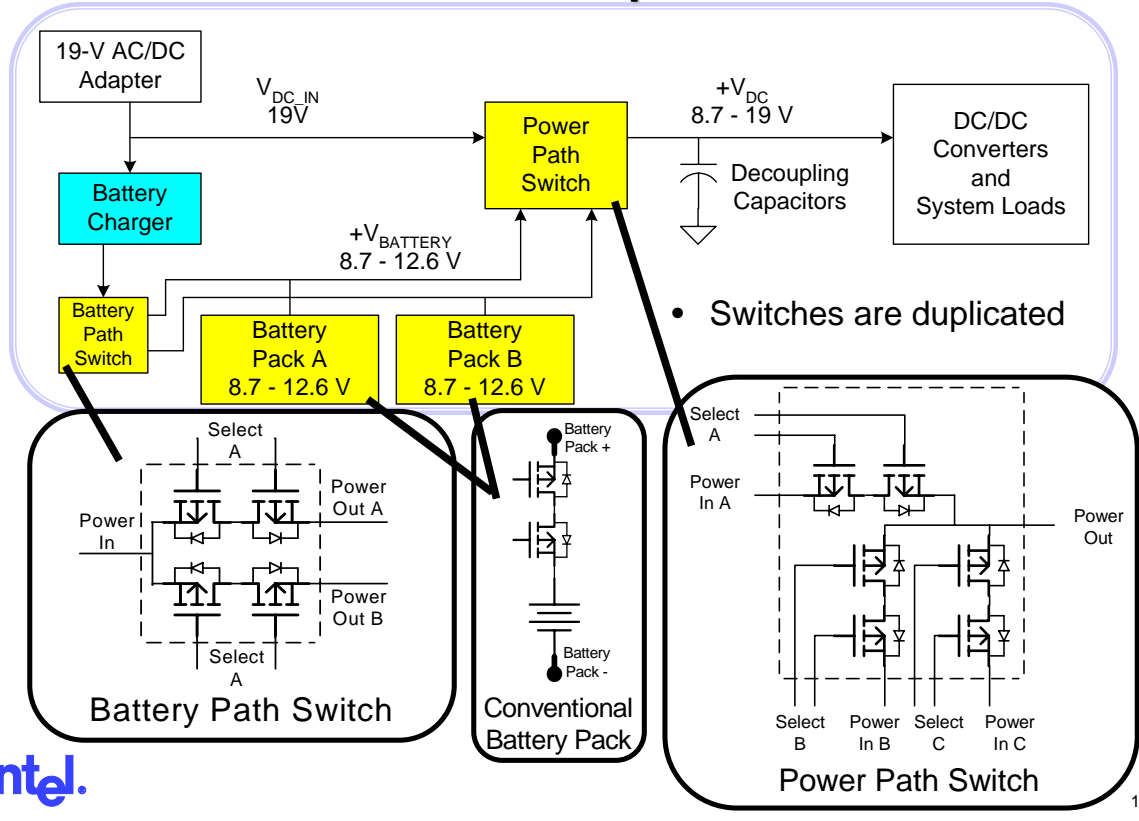 19-V AC/DC
Adapter
V DC_IN
19V
+V DC
8.7 - 19 V
Power
Path
Switch
DC/DC
Converters
and
System Loads
Decoupling
Capacitors
Battery
Charger
+V BATTERY
8.7 - 12.6 V
Battery
Path
Switch
Battery
Pack A
8.7 - 12.6 V
Battery
Pack B
8.7 - 12.6 V
• Switches are duplicated
Select
A
Power
In
Power
Out A
Power
Out B
Select
A
Battery Path Switch
Battery
Pack +
Battery
Pack -
Conventional
Battery Pack
Select
A
Power
In A
Power
Out
Select
B
Power
In B
Select
C
Power
In C
Power Path Switch
ntel.
1